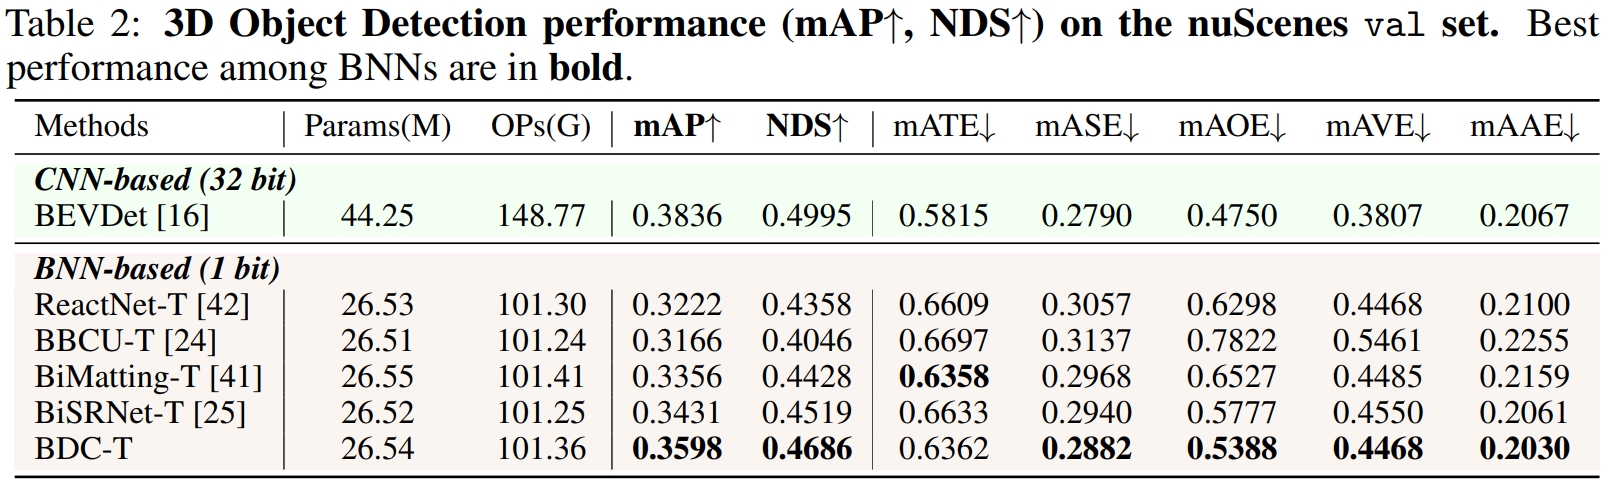 Table 2: 3D Object Detection performance (mAP↑, NDS↑) on the nuScenes val set. Best
performance among BNNs are in bold.
Methods Params(M) OPs(G) mAP↑ NDS↑ mATE↓ mASE↓ mAOE↓ mAVE↓ mAAE↓
CNN-based (32 bit)
BEVDet [16] 44.25 148.77 0.3836 0.4995 0.5815 0.2790 0.4750 0.3807 0.2067
BNN-based (1 bit)
ReactNet-T [42] 26.53 101.30 0.3222 0.4358 0.6609 0.3057 0.6298 0.4468 0.2100
BBCU-T [24] 26.51 101.24 0.3166 0.4046 0.6697 0.3137 0.7822 0.5461 0.2255
BiMatting-T [41] 26.55 101.41 0.3356 0.4428 0.6358 0.2968 0.6527 0.4485 0.2159
BiSRNet-T [25] 26.52 101.25 0.3431 0.4519 0.6633 0.2940 0.5777 0.4550 0.2061
BDC-T 26.54 101.36 0.3598 0.4686 0.6362 0.2882 0.5388 0.4468 0.2030